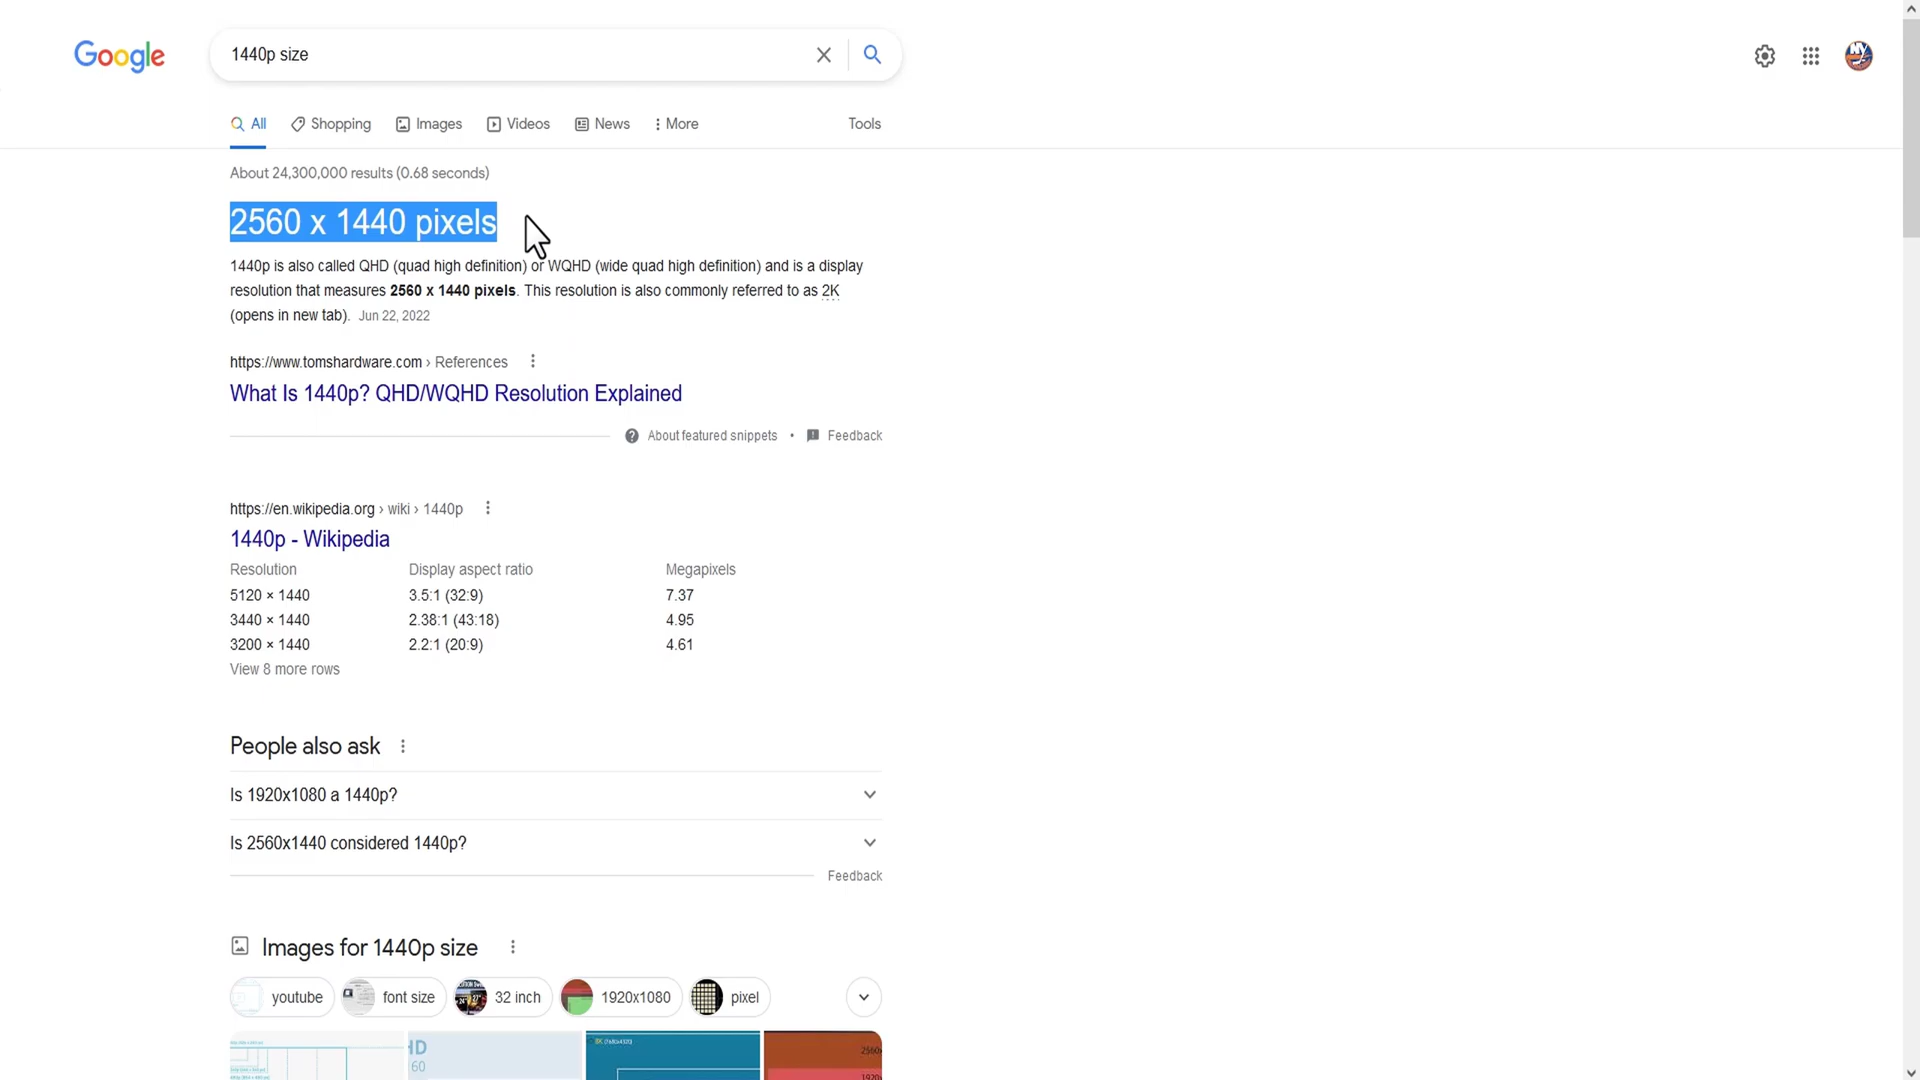 Google
1440p size
All Shopping Images Videos News More Tools
About 24,300,000 results (0.68 seconds)
2560 x 1440 pixels
1440p is also called QHD (quad high definition) or WQHD (wide quad high definition) and is a display
resolution that measures 2560 x 1440 pixels. This resolution is also commonly referred to as 2K
(opens in new tab). Jun 22, 2022
https://www.tomshardware.com › References
What Is 1440p? QHD/WQHD Resolution Explained
About featured snippets • Feedback
https://en.wikipedia.org › wiki › 1440p
1440p - Wikipedia
Resolution Display aspect ratio Megapixels
5120 × 1440 3.5:1 (32:9) 7.37
3440 × 1440 2.38:1 (43:18) 4.95
3200 × 1440 2.2:1 (20:9) 4.61
View 8 more rows
People also ask
Is 1920x1080 a 1440p?
Is 2560x1440 considered 1440p?
Feedback
Images for 1440p size
youtube font size 32 inch 1920x1080 pixel